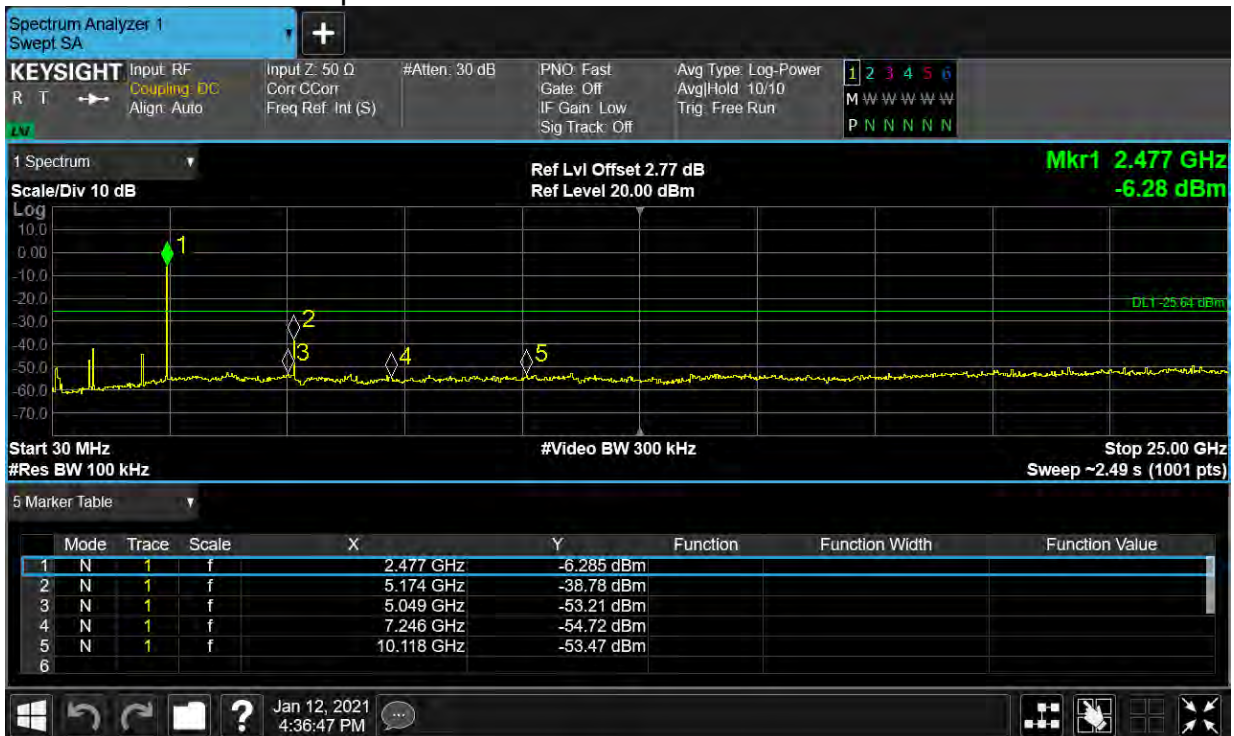 Spectrum Analyzer 1
Swept SA
+
KEYSIGHT Input: RF Input Z: 50 Ω #Atten: 30 dB PNO: Fast Avg Type: Log-Power 1 2 3 4 5 6
R T Coupling: DC Corr CCorr Gate: Off Avg|Hold: 10/10 M W W W W W
Align: Auto Freq Ref: Int (S) IF Gain: Low Trig: Free Run
LXI Sig Track: Off P N N N N N
1 Spectrum Ref Lvl Offset 2.77 dB Mkr1 2.477 GHz
Scale/Div 10 dB Ref Level 20.00 dBm -6.28 dBm
Log
10.0
1
0.00
-10.0
-20.0
DL1 -25.64 dBm
-30.0
2
-40.0
3 4 5
-50.0
-60.0
-70.0
Start 30 MHz #Video BW 300 kHz Stop 25.00 GHz
#Res BW 100 kHz Sweep ~2.49 s (1001 pts)
5 Marker Table
Mode Trace Scale X Y Function Function Width Function Value
1 N 1 f 2.477 GHz -6.285 dBm
2 N 1 f 5.174 GHz -38.78 dBm
3 N 1 f 5.049 GHz -53.21 dBm
4 N 1 f 7.246 GHz -54.72 dBm
5 N 1 f 10.118 GHz -53.47 dBm
6
? Jan 12, 2021
4:36:47 PM